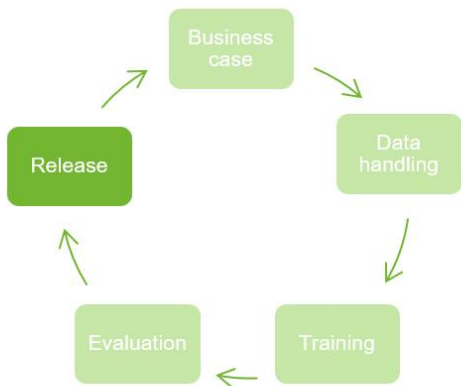 Business
case
Data
handling
Training
Evaluation
Release